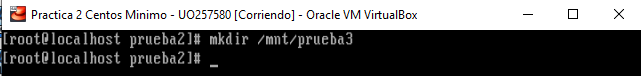 Practica 2 Centos Minimo - UO257580 [Corriendo] - Oracle VM VirtualBox
[root@localhost prueba2]# mkdir /mnt/prueba3
[root@localhost prueba2]# _